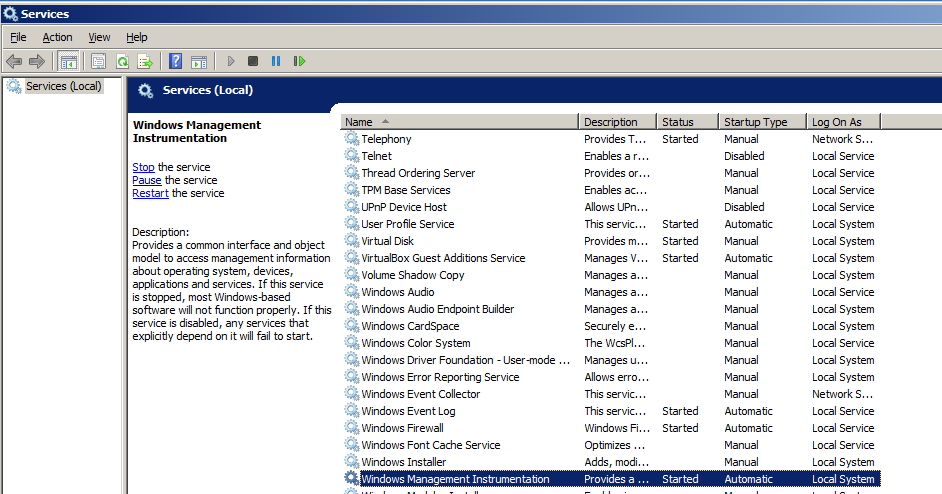 Services
File Action View Help
Services (Local)
Services (Local)
Windows Management
Instrumentation
Stop the service
Pause the service
Restart the service
Description:
Provides a common interface and object
model to access management information
about operating system, devices,
applications and services. If this service
is stopped, most Windows-based
software will not function properly. If this
service is disabled, any services that
explicitly depend on it will fail to start.
Name Description Status Startup Type Log On As
Telephony Provides T... Started Manual Network S...
Telnet Enables a r... Disabled Local Service
Thread Ordering Server Provides or... Manual Local Service
TPM Base Services Enables ac... Manual Local Service
UPnP Device Host Allows UPn... Disabled Local Service
User Profile Service This servic... Started Automatic Local System
Virtual Disk Provides m... Started Manual Local System
VirtualBox Guest Additions Service Manages V... Started Automatic Local System
Volume Shadow Copy Manages a... Manual Local System
Windows Audio Manages a... Manual Local Service
Windows Audio Endpoint Builder Manages a... Manual Local System
Windows CardSpace Securely e... Manual Local System
Windows Color System The WcsPl... Manual Local Service
Windows Driver Foundation - User-mode ... Manages u... Manual Local System
Windows Error Reporting Service Allows erro... Manual Local System
Windows Event Collector This servic... Manual Network S...
Windows Event Log This servic... Started Automatic Local Service
Windows Firewall Windows Fi... Started Automatic Local Service
Windows Font Cache Service Optimizes ... Manual Local Service
Windows Installer Adds, modi... Manual Local System
Windows Management Instrumentation Provides a ... Started Automatic Local System